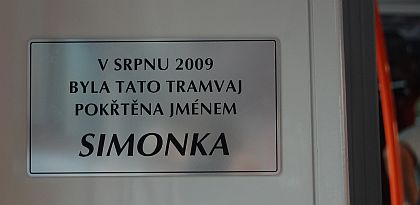 V SRPNU 2009
BYLA TATO TRAMVAJ
POKŘTĚNA JMÉNEM
SIMONKA